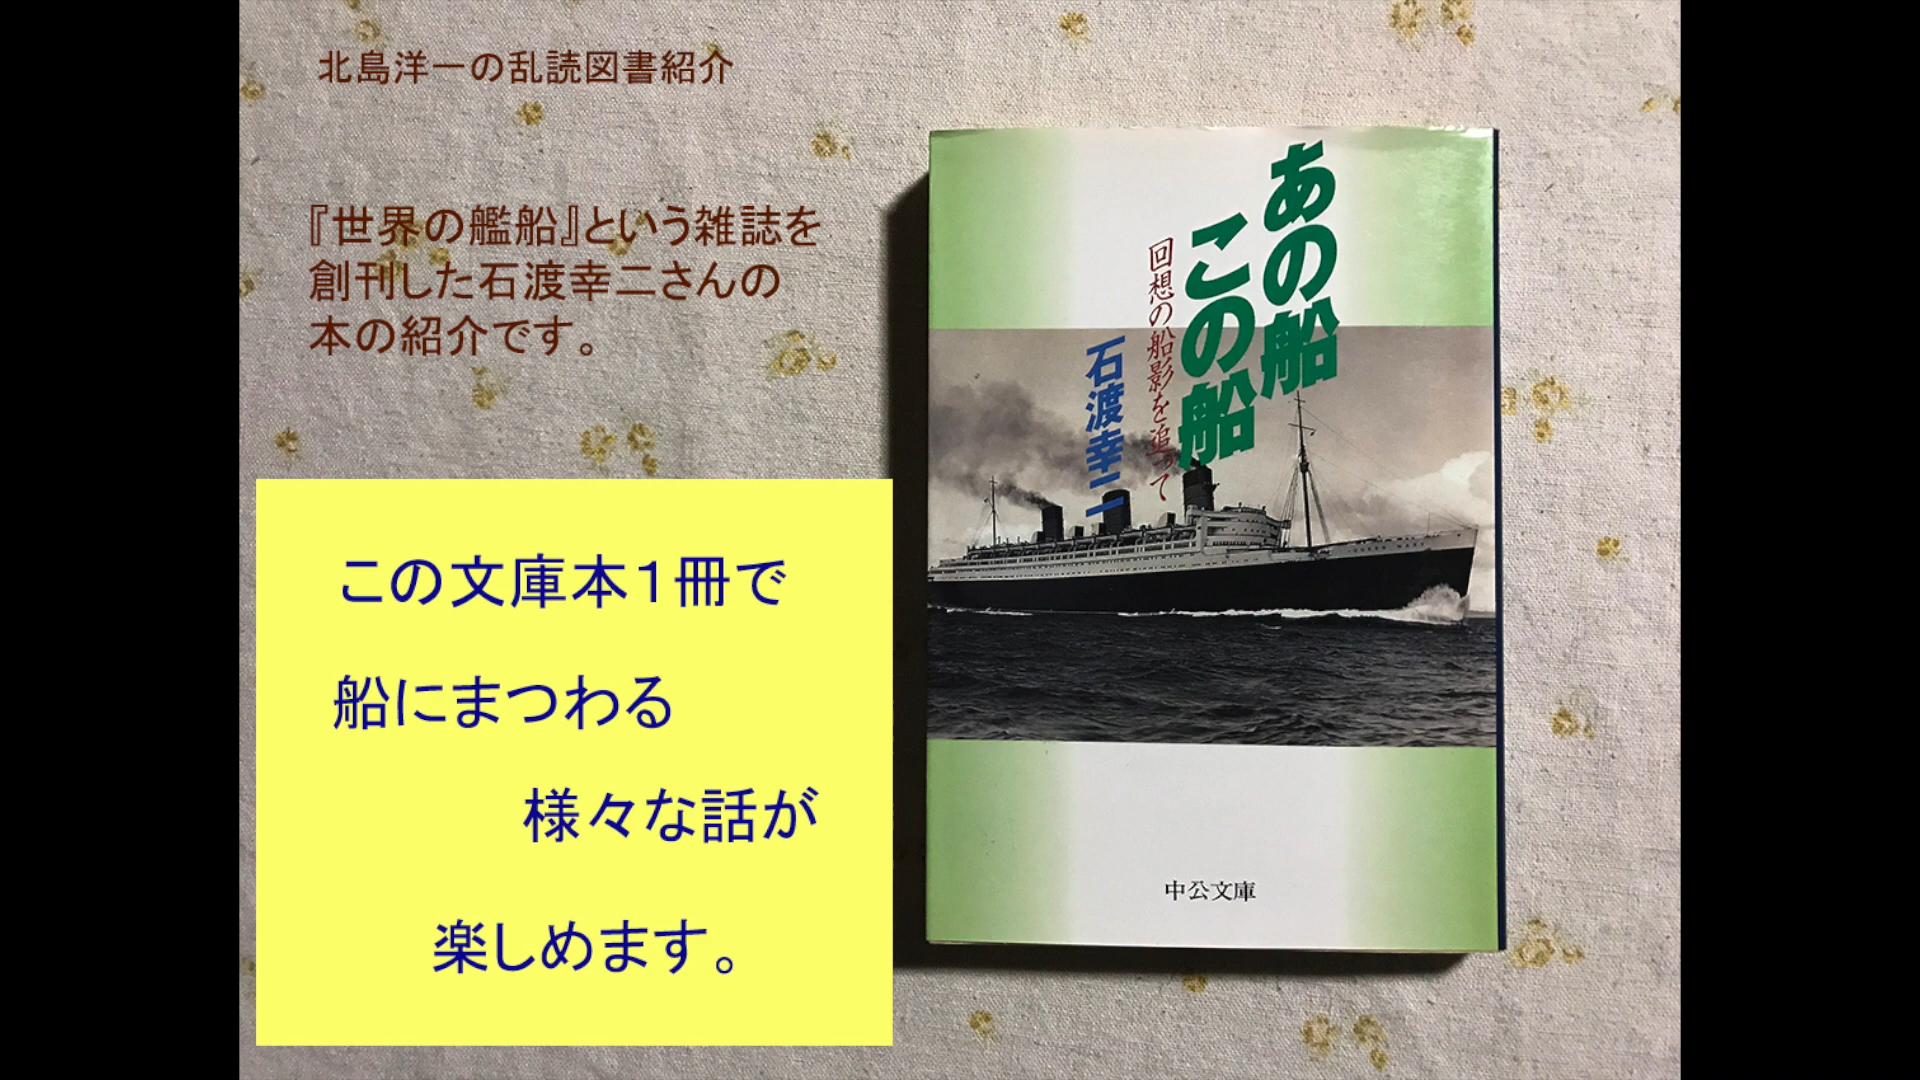 北島洋一の乱読図書紹介
『世界の艦船』という雑誌を
創刊した石渡幸二さんの
本の紹介です。
この文庫本1冊で
船にまつわる
様々な話が
楽しめます。
あの船
この船
回想の船影を追って
石渡幸二
中公文庫